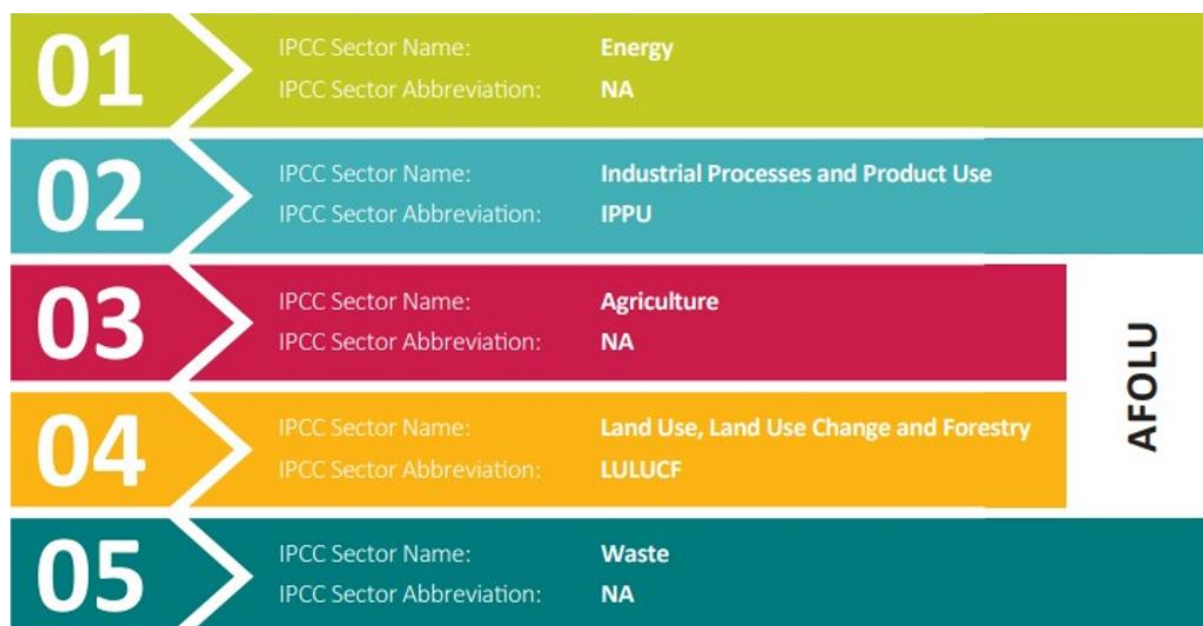 01
IPCC Sector Name: Energy
IPCC Sector Abbreviation: NA
02
IPCC Sector Name: Industrial Processes and Product Use
IPCC Sector Abbreviation: IPPU
03
IPCC Sector Name: Agriculture
IPCC Sector Abbreviation: NA
04
IPCC Sector Name: Land Use, Land Use Change and Forestry
IPCC Sector Abbreviation: LULUCF
AFOLU
05
IPCC Sector Name: Waste
IPCC Sector Abbreviation: NA